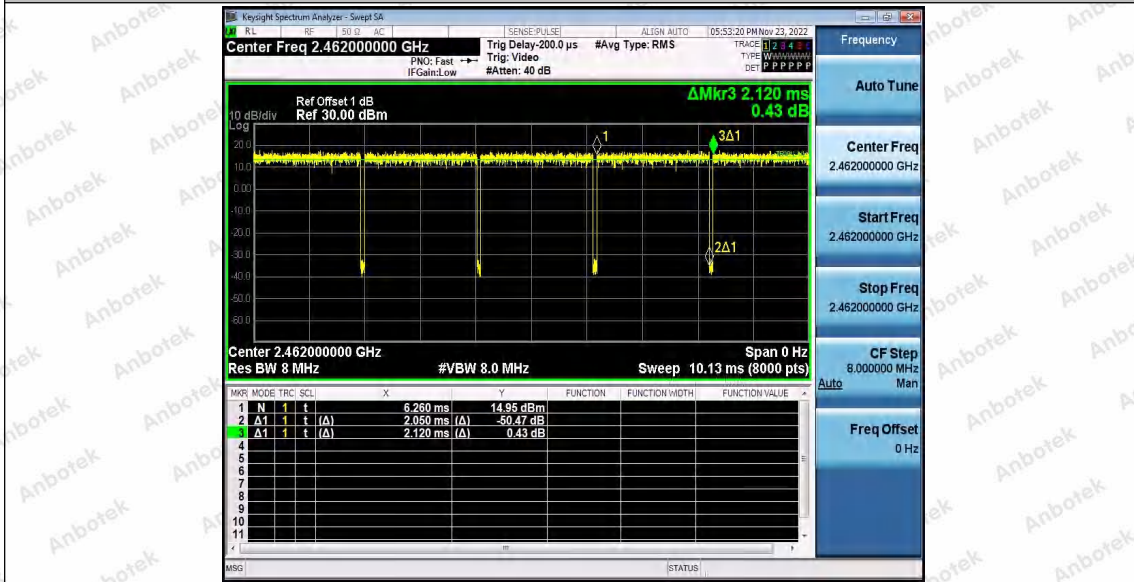 Keysight Spectrum Analyzer - Swept SA
RL RF 50 Ω AC SENSE:PULSE ALIGN AUTO 05:53:20 PM Nov 23, 2022
Center Freq 2.462000000 GHz
PNO: Fast
IFGain:Low
Trig Delay-200.0 µs
Trig: Video
#Atten: 40 dB
#Avg Type: RMS
TRACE 1 2 3 4
TYPE WWWWWW
DET P P P P P P
Ref Offset 1 dB
10 dB/div Ref 30.00 dBm
Log
ΔMkr3 2.120 ms
0.43 dB
20.0
10.0
0.00
-10.0
-20.0
-30.0
-40.0
-50.0
-60.0
1
3Δ1
2Δ1
Center 2.462000000 GHz Span 0 Hz
Res BW 8 MHz #VBW 8.0 MHz Sweep 10.13 ms (8000 pts)
MKR MODE TRC SCL X Y FUNCTION FUNCTION WIDTH FUNCTION VALUE
1 N 1 t 6.260 ms 14.95 dBm
2 Δ1 1 t (Δ) 2.050 ms (Δ) -50.47 dB
3 Δ1 1 t (Δ) 2.120 ms (Δ) 0.43 dB
4
5
6
7
8
9
10
11
MSG STATUS
Frequency
Auto Tune
Center Freq
2.462000000 GHz
Start Freq
2.462000000 GHz
Stop Freq
2.462000000 GHz
CF Step
8.000000 MHz
Auto Man
Freq Offset
0 Hz
Anbotek